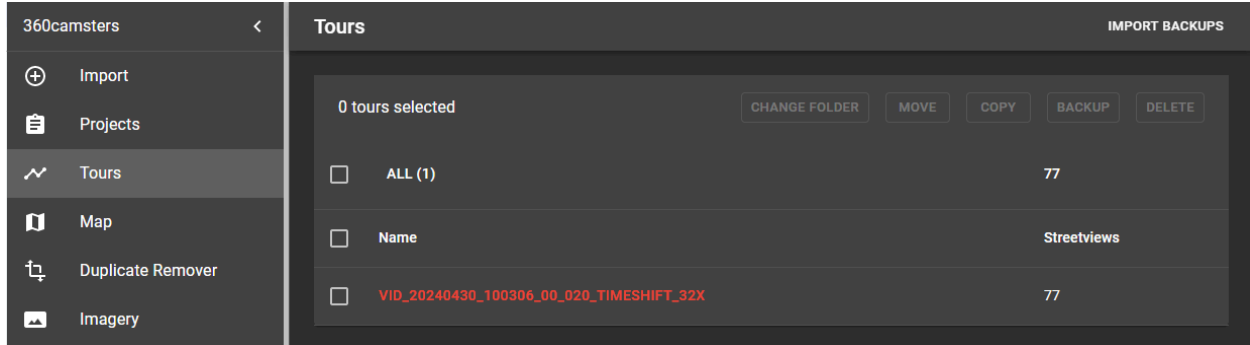 360camsters
Import
Projects
Tours
Map
Duplicate Remover
Imagery
Tours
IMPORT BACKUPS
0 tours selected
CHANGE FOLDER
MOVE
COPY
BACKUP
DELETE
ALL (1)
77
Name
Streetviews
VID_20240430_100306_00_020_TIMESHIFT_32X
77